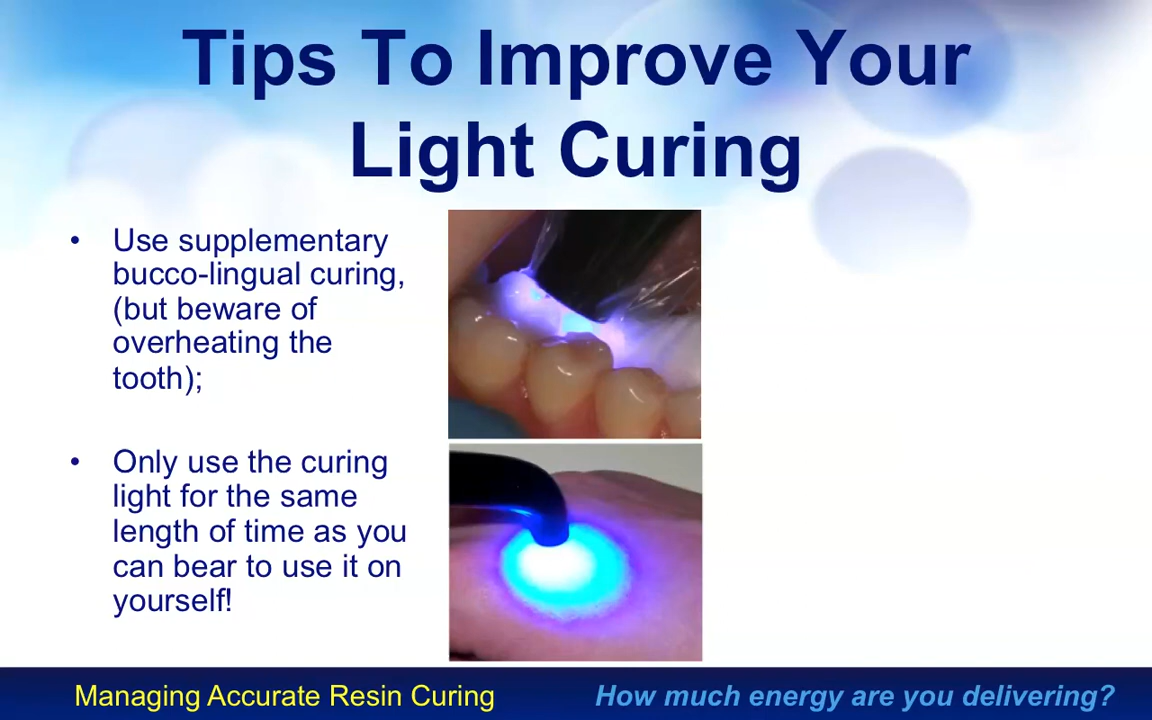 Tips To Improve Your
Light Curing
• Use supplementary
bucco-lingual curing,
(but beware of
overheating the
tooth);
• Only use the curing
light for the same
length of time as you
can bear to use it on
yourself!
Managing Accurate Resin Curing
How much energy are you delivering?